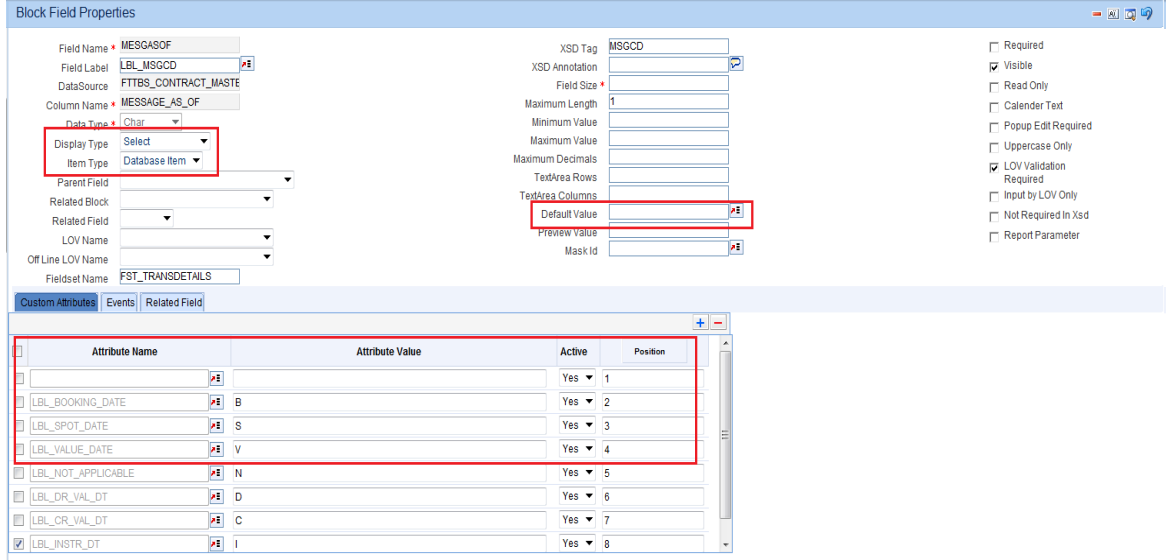 Block Field Properties
Field Name * MESGASOF
Field Label LBL_MSGCD
DataSource FTTBS_CONTRACT_MASTE
Column Name * MESSAGE_AS_OF
Data Type * Char
Display Type Select
Item Type Database Item
Parent Field
Related Block
Related Field
LOV Name
Off Line LOV Name
Fieldset Name FST_TRANSDETAILS
XSD Tag MSGCD
XSD Annotation
Field Size *
Maximum Length 1
Minimum Value
Maximum Value
Maximum Decimals
TextArea Rows
TextArea Columns
Default Value
Preview Value
Mask Id
Required
Visible
Read Only
Calender Text
Popup Edit Required
Uppercase Only
LOV Validation
Required
Input by LOV Only
Not Required In Xsd
Report Parameter
Custom Attributes Events Related Field
Attribute Name Attribute Value Active Position
Yes 1
LBL_BOOKING_DATE B Yes 2
LBL_SPOT_DATE S Yes 3
LBL_VALUE_DATE V Yes 4
LBL_NOT_APPLICABLE N Yes 5
LBL_DR_VAL_DT D Yes 6
LBL_CR_VAL_DT C Yes 7
LBL_INSTR_DT I Yes 8